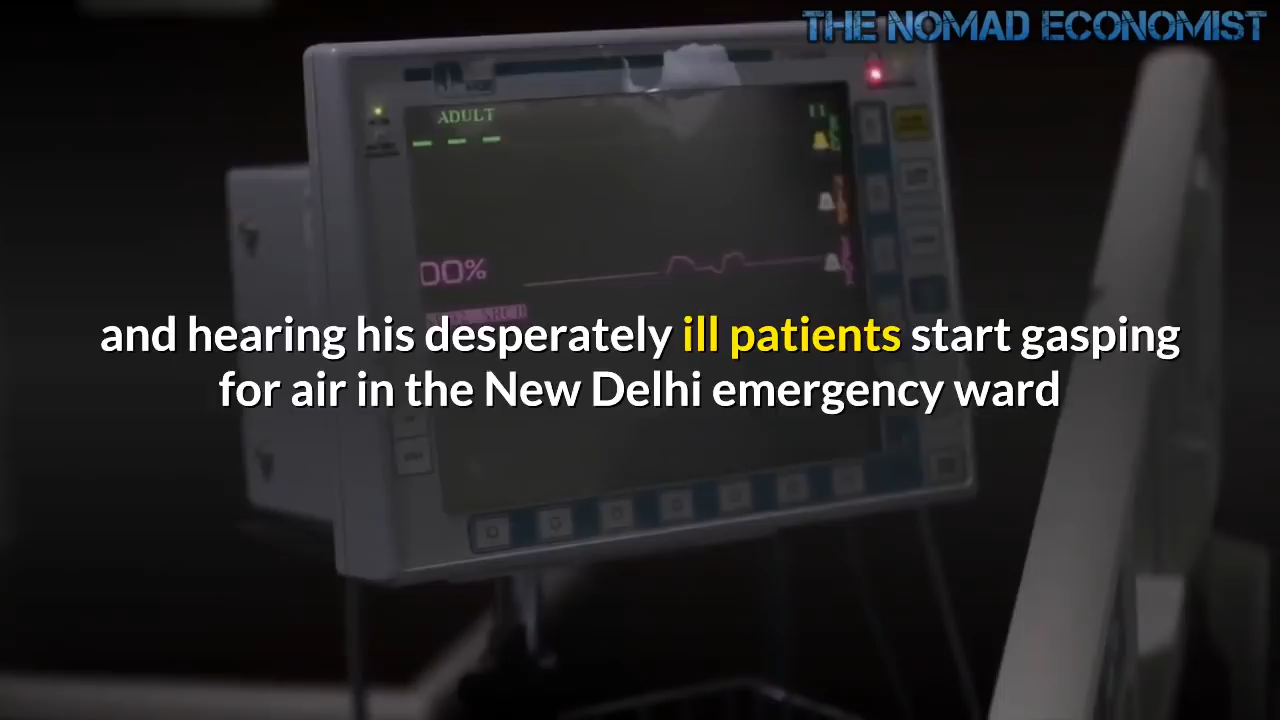 THE NOMAD ECONOMIST
ADULT
- - -
00%
and hearing his desperately ill patients start gasping
for air in the New Delhi emergency ward